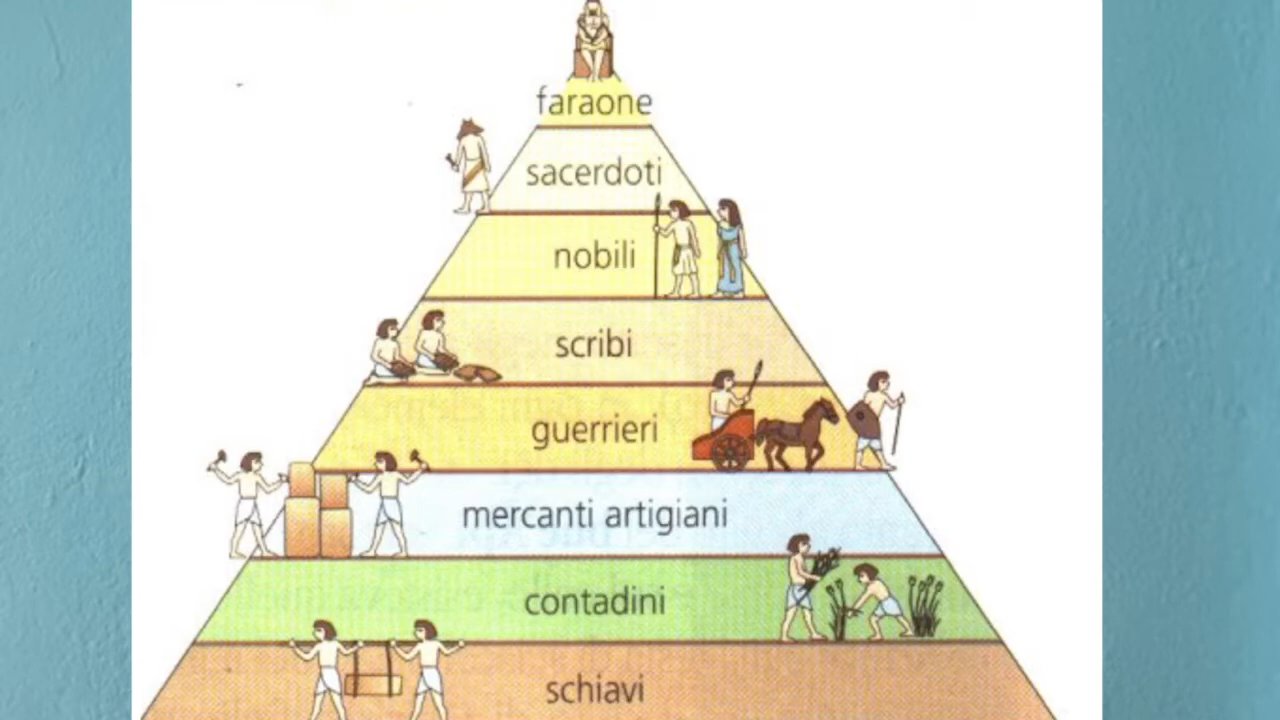 faraone
sacerdoti
nobili
scribi
guerrieri
mercanti artigiani
contadini
schiavi